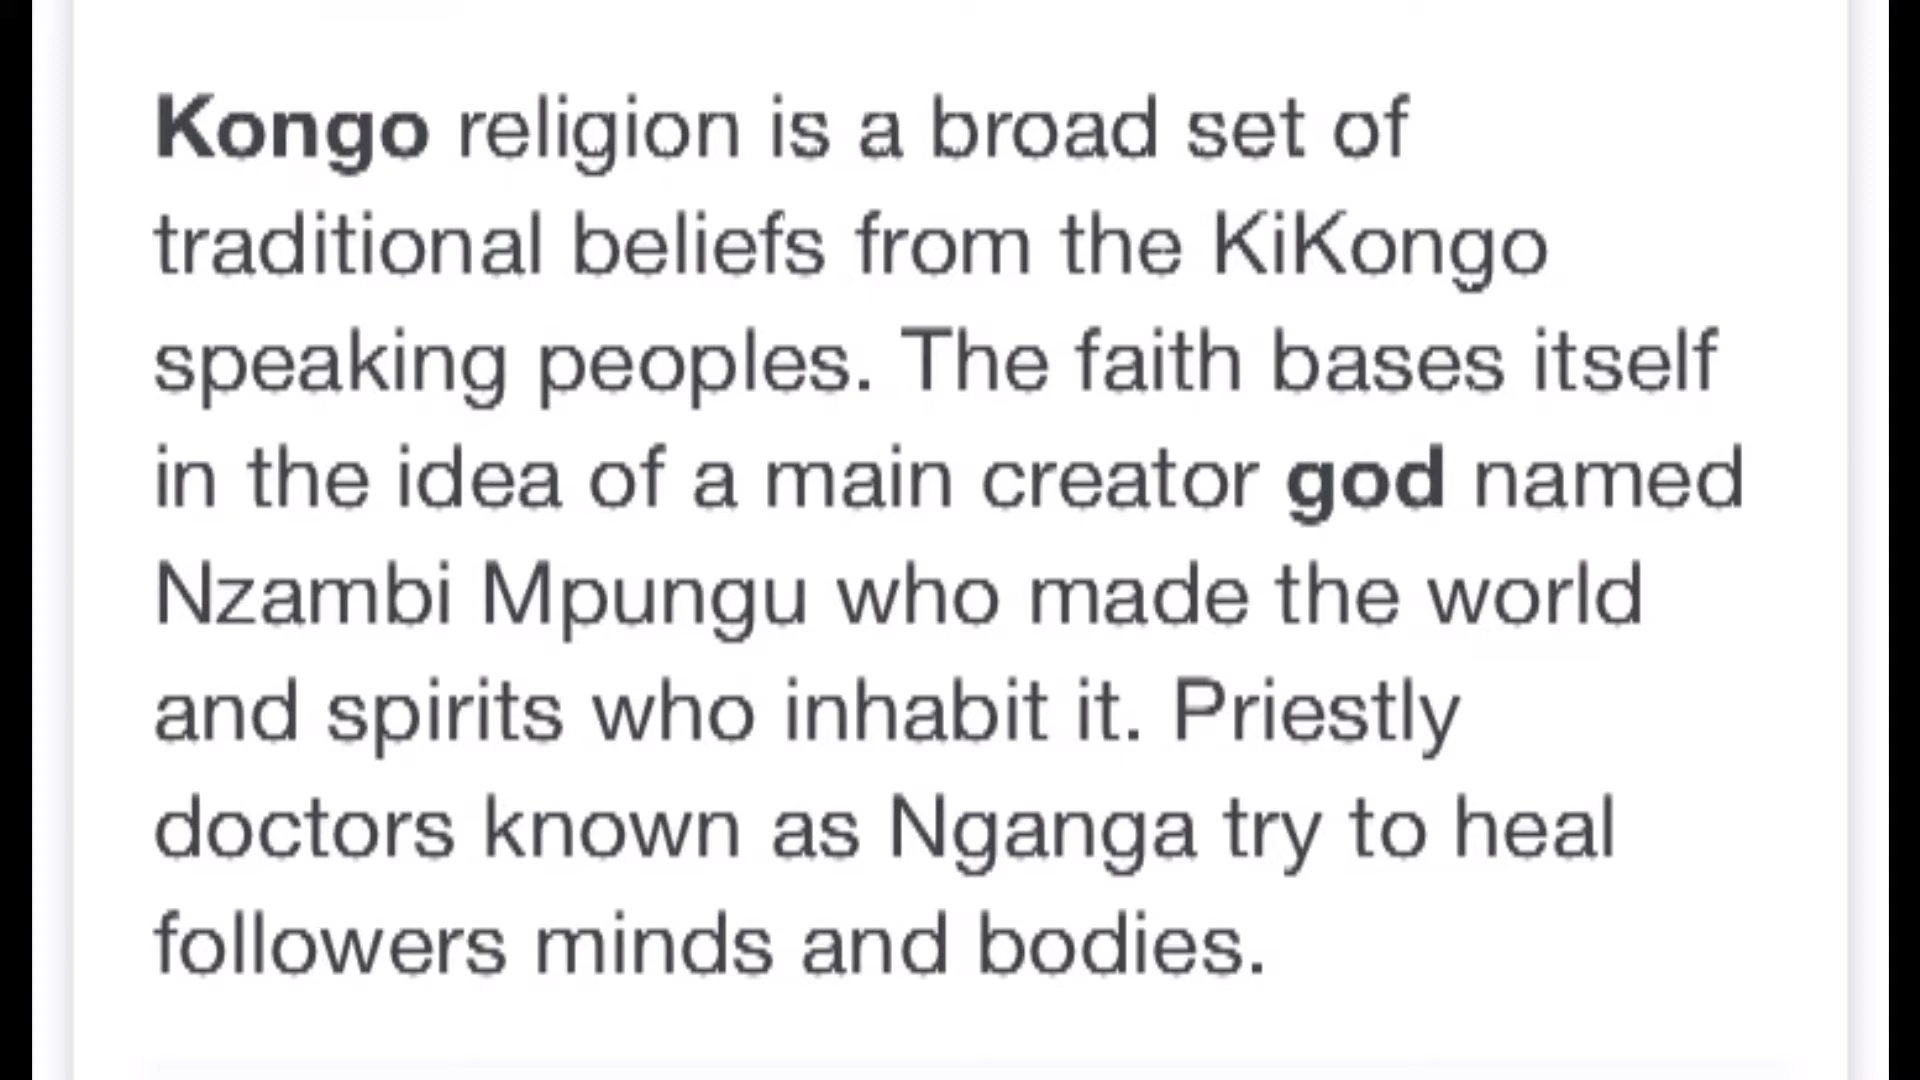 Kongo religion is a broad set of
traditional beliefs from the KiKongo
speaking peoples. The faith bases itself
in the idea of a main creator god named
Nzambi Mpungu who made the world
and spirits who inhabit it. Priestly
doctors known as Nganga try to heal
followers minds and bodies.